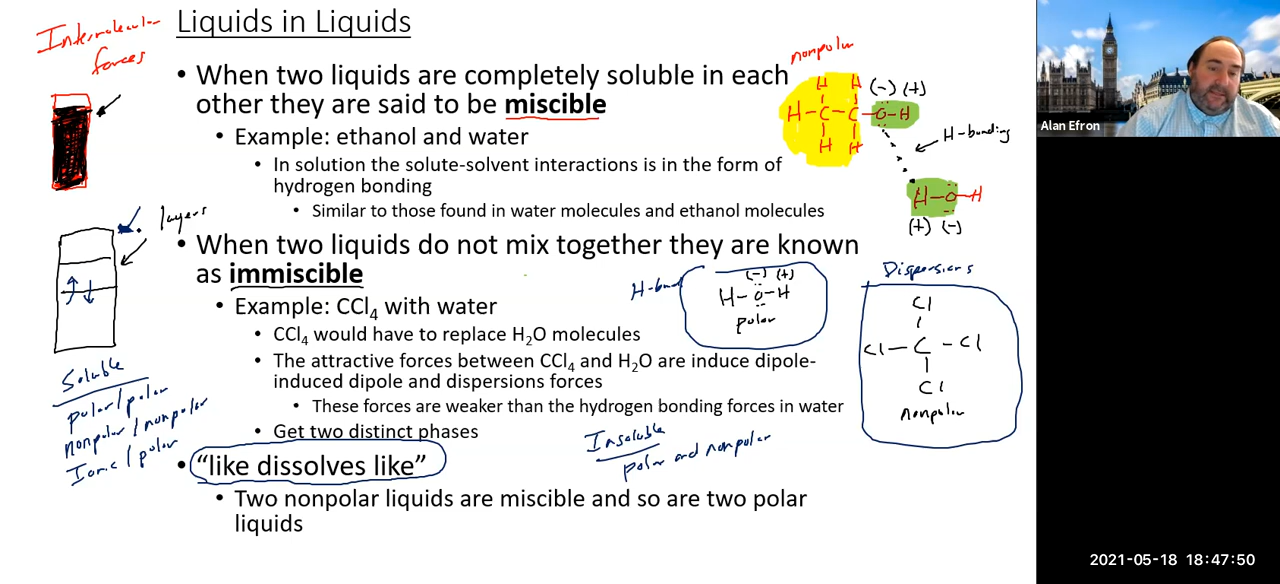 Liquids in Liquids
Intermolecular
forces
• When two liquids are completely soluble in each
other they are said to be miscible
• Example: ethanol and water
• In solution the solute-solvent interactions is in the form of
hydrogen bonding
• Similar to those found in water molecules and ethanol molecules
nonpolar
H H (-) (+)
H-C-C-O-H
H H
H-bonding
H-O-H
(+) (-)
layers
• When two liquids do not mix together they are known
as immiscible
• Example: CCl4 with water
• CCl4 would have to replace H2O molecules
• The attractive forces between CCl4 and H2O are induce dipole-
induced dipole and dispersions forces
• These forces are weaker than the hydrogen bonding forces in water
• Get two distinct phases
H-bond
(-) (+)
H-O-H
polar
Dispersions
Cl
Cl-C-Cl
Cl
nonpolar
Soluble
polar/polar
nonpolar/nonpolar
Ionic/polar
Insoluble
polar and nonpolar
• "like dissolves like"
• Two nonpolar liquids are miscible and so are two polar
liquids
Alan Efron
2021-05-18 18:47:50